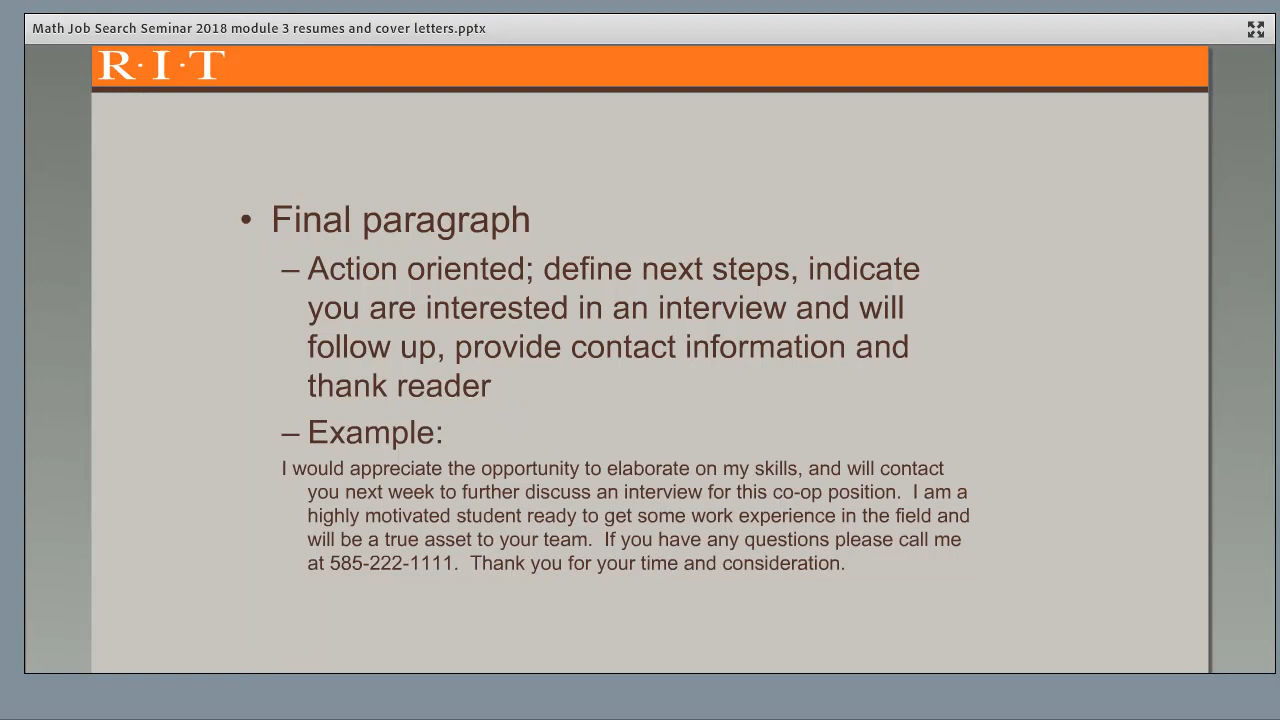 Math Job Search Seminar 2018 module 3 resumes and cover letters.pptx
R·I·T
• Final paragraph
– Action oriented; define next steps, indicate
you are interested in an interview and will
follow up, provide contact information and
thank reader
– Example:
I would appreciate the opportunity to elaborate on my skills, and will contact
you next week to further discuss an interview for this co-op position.  I am a
highly motivated student ready to get some work experience in the field and
will be a true asset to your team.  If you have any questions please call me
at 585-222-1111.  Thank you for your time and consideration.